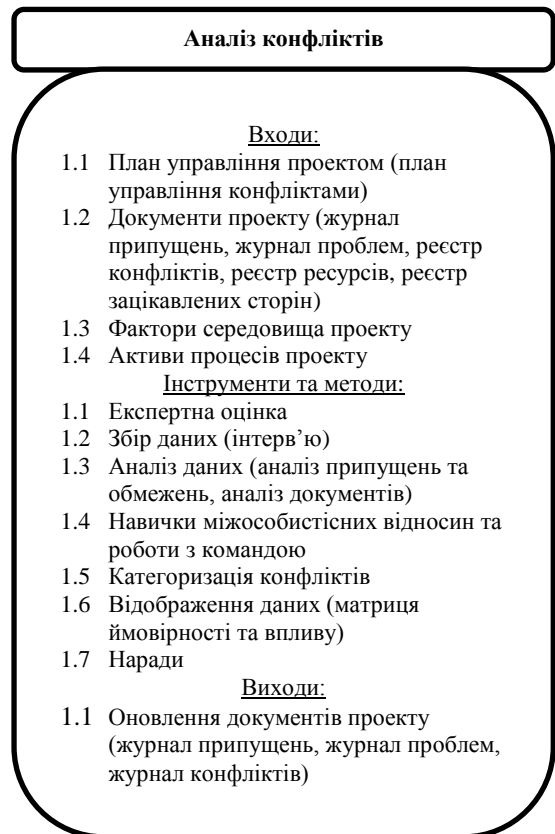 Аналіз конфліктів
Входи:
1.1 План управління проектом (план
управління конфліктами)
1.2 Документи проекту (журнал
припущень, журнал проблем, реєстр
конфліктів, реєстр ресурсів, реєстр
зацікавлених сторін)
1.3 Фактори середовища проекту
1.4 Активи процесів проекту
Інструменти та методи:
1.1 Експертна оцінка
1.2 Збір даних (інтерв’ю)
1.3 Аналіз даних (аналіз припущень та
обмежень, аналіз документів)
1.4 Навички міжособистісних відносин та
роботи з командою
1.5 Категоризація конфліктів
1.6 Відображення даних (матриця
ймовірності та впливу)
1.7 Наради
Виходи:
1.1 Оновлення документів проекту
(журнал припущень, журнал проблем,
журнал конфліктів)